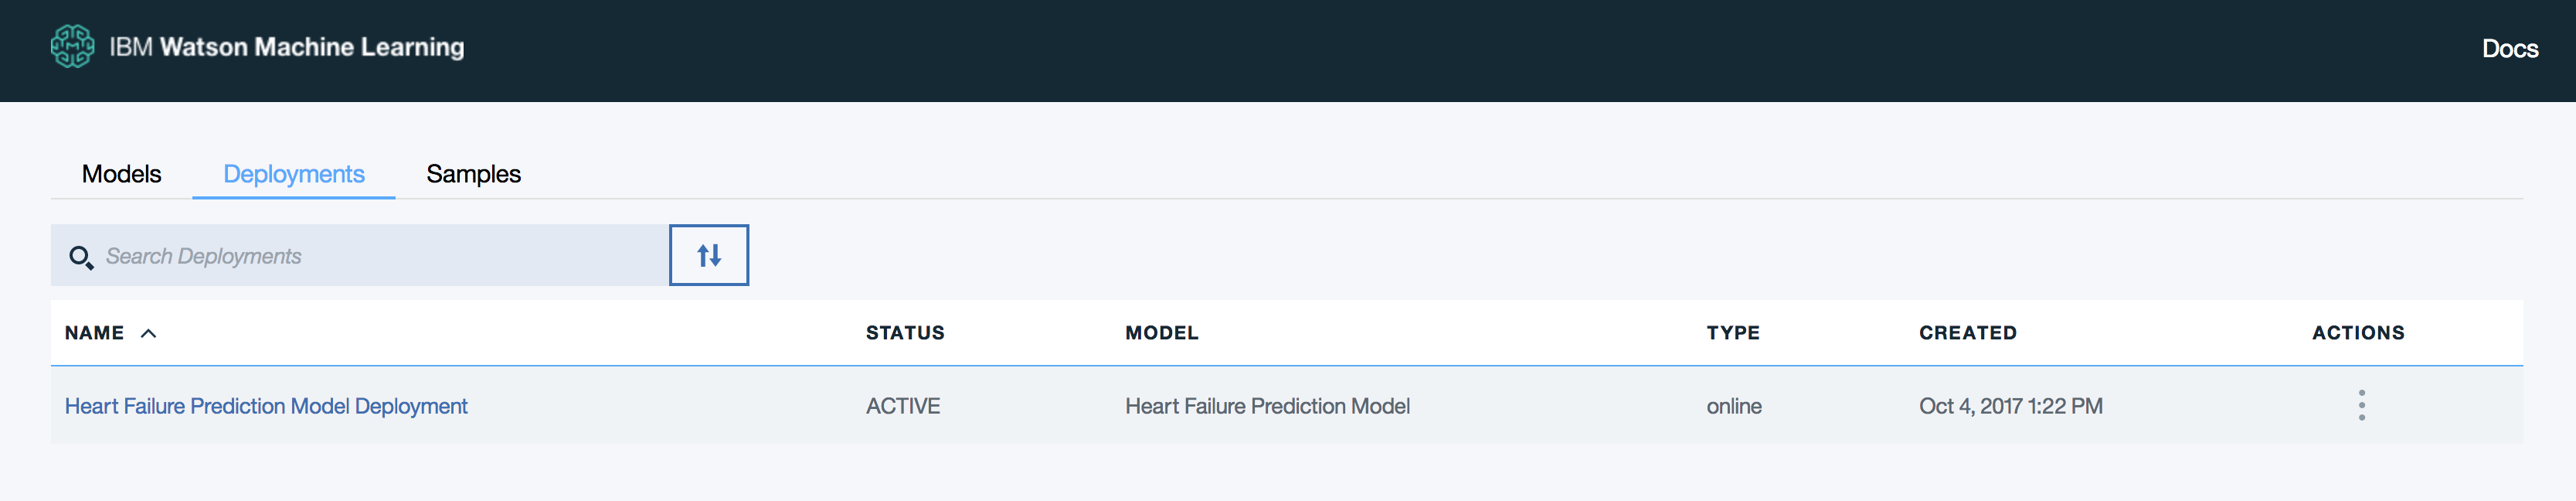 IBM Watson Machine Learning
Docs
Models Deployments Samples
Search Deployments
NAME STATUS MODEL TYPE CREATED ACTIONS
Heart Failure Prediction Model Deployment ACTIVE Heart Failure Prediction Model online Oct 4, 2017 1:22 PM